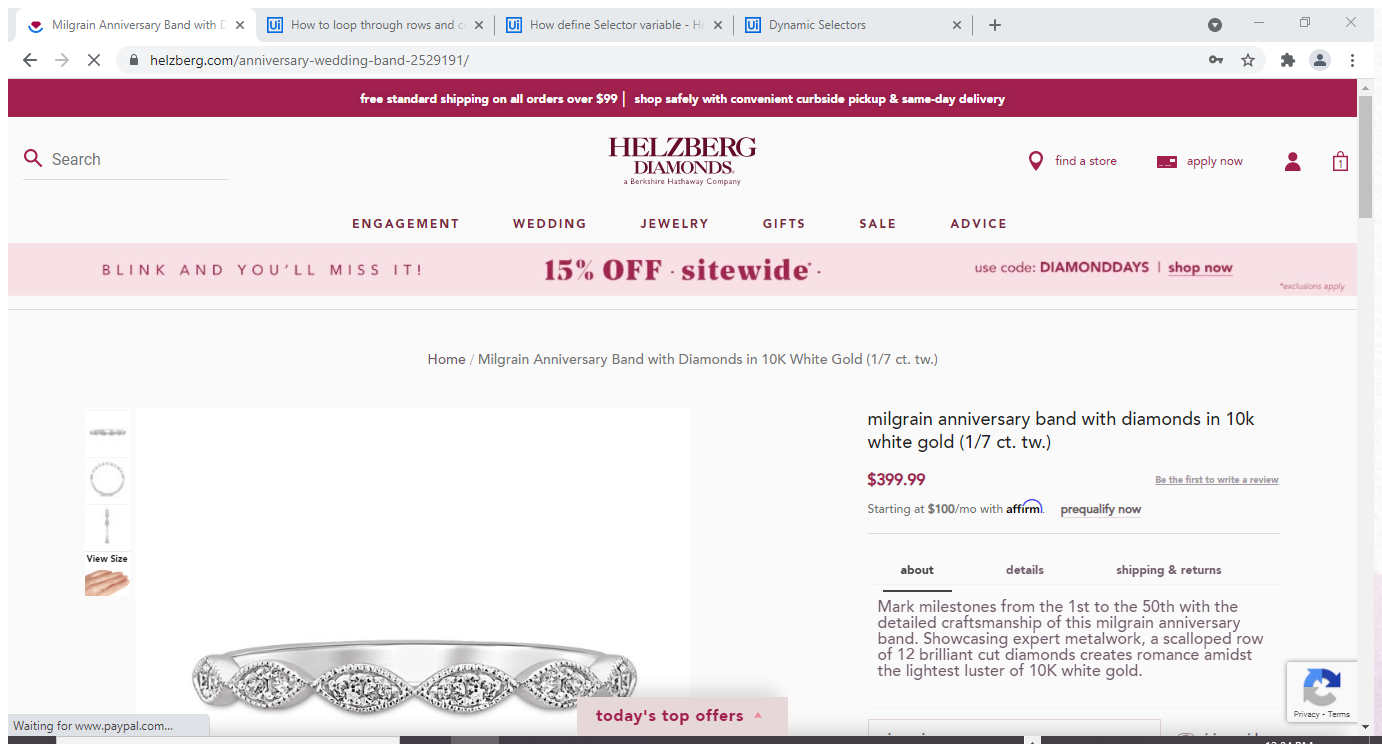 Milgrain Anniversary Band with D
Ui How to loop through rows and c
Ui How define Selector variable - He
Ui Dynamic Selectors
helzberg.com/anniversary-wedding-band-2529191/
free standard shipping on all orders over $99 | shop safely with convenient curbside pickup & same-day delivery
Search
HELZBERG
DIAMONDS.
a Berkshire Hathaway Company
find a store
apply now
1
ENGAGEMENT WEDDING JEWELRY GIFTS SALE ADVICE
BLINK AND YOU'LL MISS IT!
15% OFF · sitewide* ·
use code: DIAMONDDAYS | shop now
*exclusions apply
Home / Milgrain Anniversary Band with Diamonds in 10K White Gold (1/7 ct. tw.)
View Size
milgrain anniversary band with diamonds in 10k
white gold (1/7 ct. tw.)
$399.99
Be the first to write a review
Starting at $100/mo with affirm. prequalify now
about details shipping & returns
Mark milestones from the 1st to the 50th with the
detailed craftsmanship of this milgrain anniversary
band. Showcasing expert metalwork, a scalloped row
of 12 brilliant cut diamonds creates romance amidst
the lightest luster of 10K white gold.
Privacy - Terms
today's top offers
Waiting for www.paypal.com...